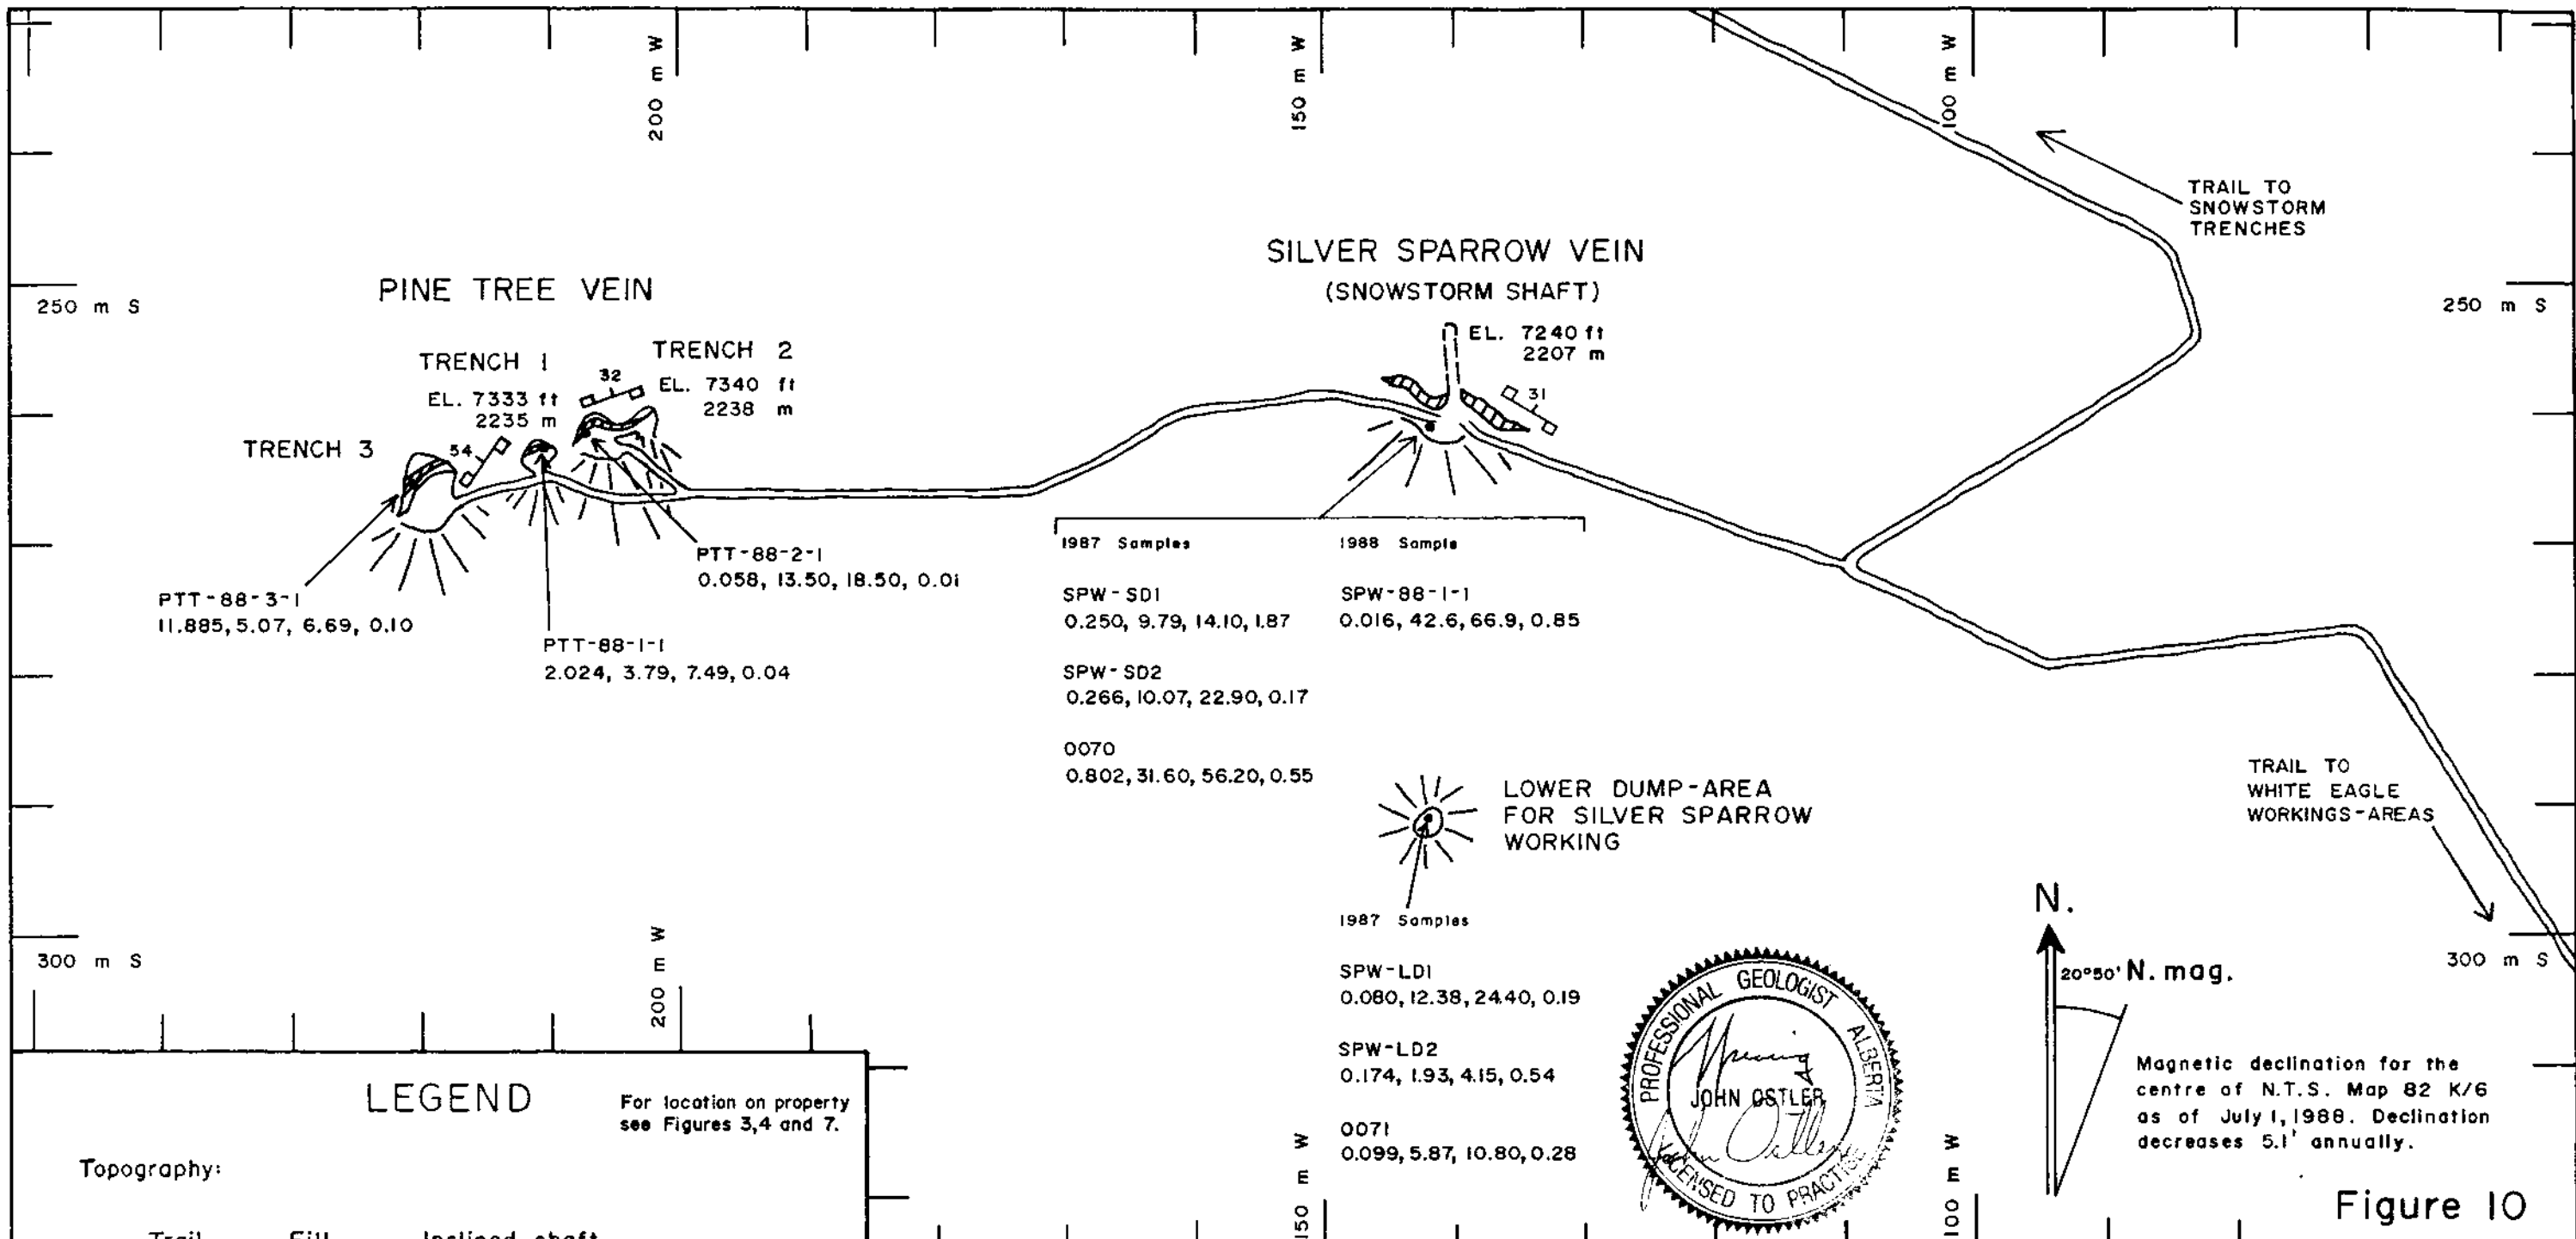 200 m W
150 m W
100 m W
TRAIL TO
SNOWSTORM
TRENCHES
SILVER SPARROW VEIN
(SNOWSTORM SHAFT)
PINE TREE VEIN
250 m S
250 m S
EL. 7240 ft
2207 m
TRENCH 1
EL. 7333 ft
2235 m
32
TRENCH 2
EL. 7340 ft
2238 m
31
TRENCH 3
54
PTT-88-3-1
11.885, 5.07, 6.69, 0.10
PTT-88-1-1
2.024, 3.79, 7.49, 0.04
PTT-88-2-1
0.058, 13.50, 18.50, 0.01
1987 Samples
SPW-SD1
0.250, 9.79, 14.10, 1.87
SPW-SD2
0.266, 10.07, 22.90, 0.17
0070
0.802, 31.60, 56.20, 0.55
1988 Sample
SPW-88-1-1
0.016, 42.6, 66.9, 0.85
LOWER DUMP-AREA
FOR SILVER SPARROW
WORKING
TRAIL TO
WHITE EAGLE
WORKINGS-AREAS
1987 Samples
SPW-LD1
0.080, 12.38, 24.40, 0.19
SPW-LD2
0.174, 1.93, 4.15, 0.54
0071
0.099, 5.87, 10.80, 0.28
300 m S
300 m S
200 m W
150 m W
100 m W
PROFESSIONAL GEOLOGIST ALBERTA
JOHN OSTLER
LICENSED TO PRACTISE
N.
20°50' N. mag.
Magnetic declination for the
centre of N.T.S. Map 82 K/6
as of July 1, 1988. Declination
decreases 5.1' annually.
Figure 10
LEGEND
For location on property
see Figures 3,4 and 7.
Topography:
Trail Fill Inclined shaft